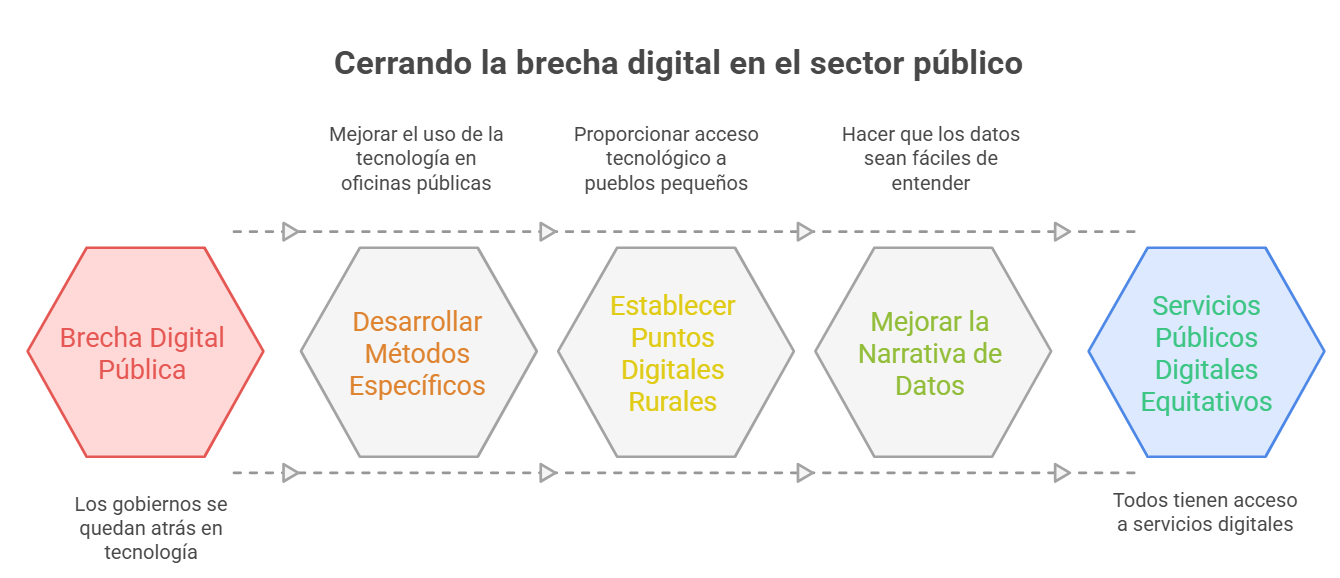 Cerrando la brecha digital en el sector público
Mejorar el uso de la
tecnología en
oficinas públicas
Proporcionar acceso
tecnológico a
pueblos pequeños
Hacer que los datos
sean fáciles de
entender
Brecha Digital
Pública
Desarrollar
Métodos
Específicos
Establecer
Puntos
Digitales
Rurales
Mejorar la
Narrativa de
Datos
Servicios
Públicos
Digitales
Equitativos
Los gobiernos se
quedan atrás en
tecnología
Todos tienen acceso
a servicios digitales